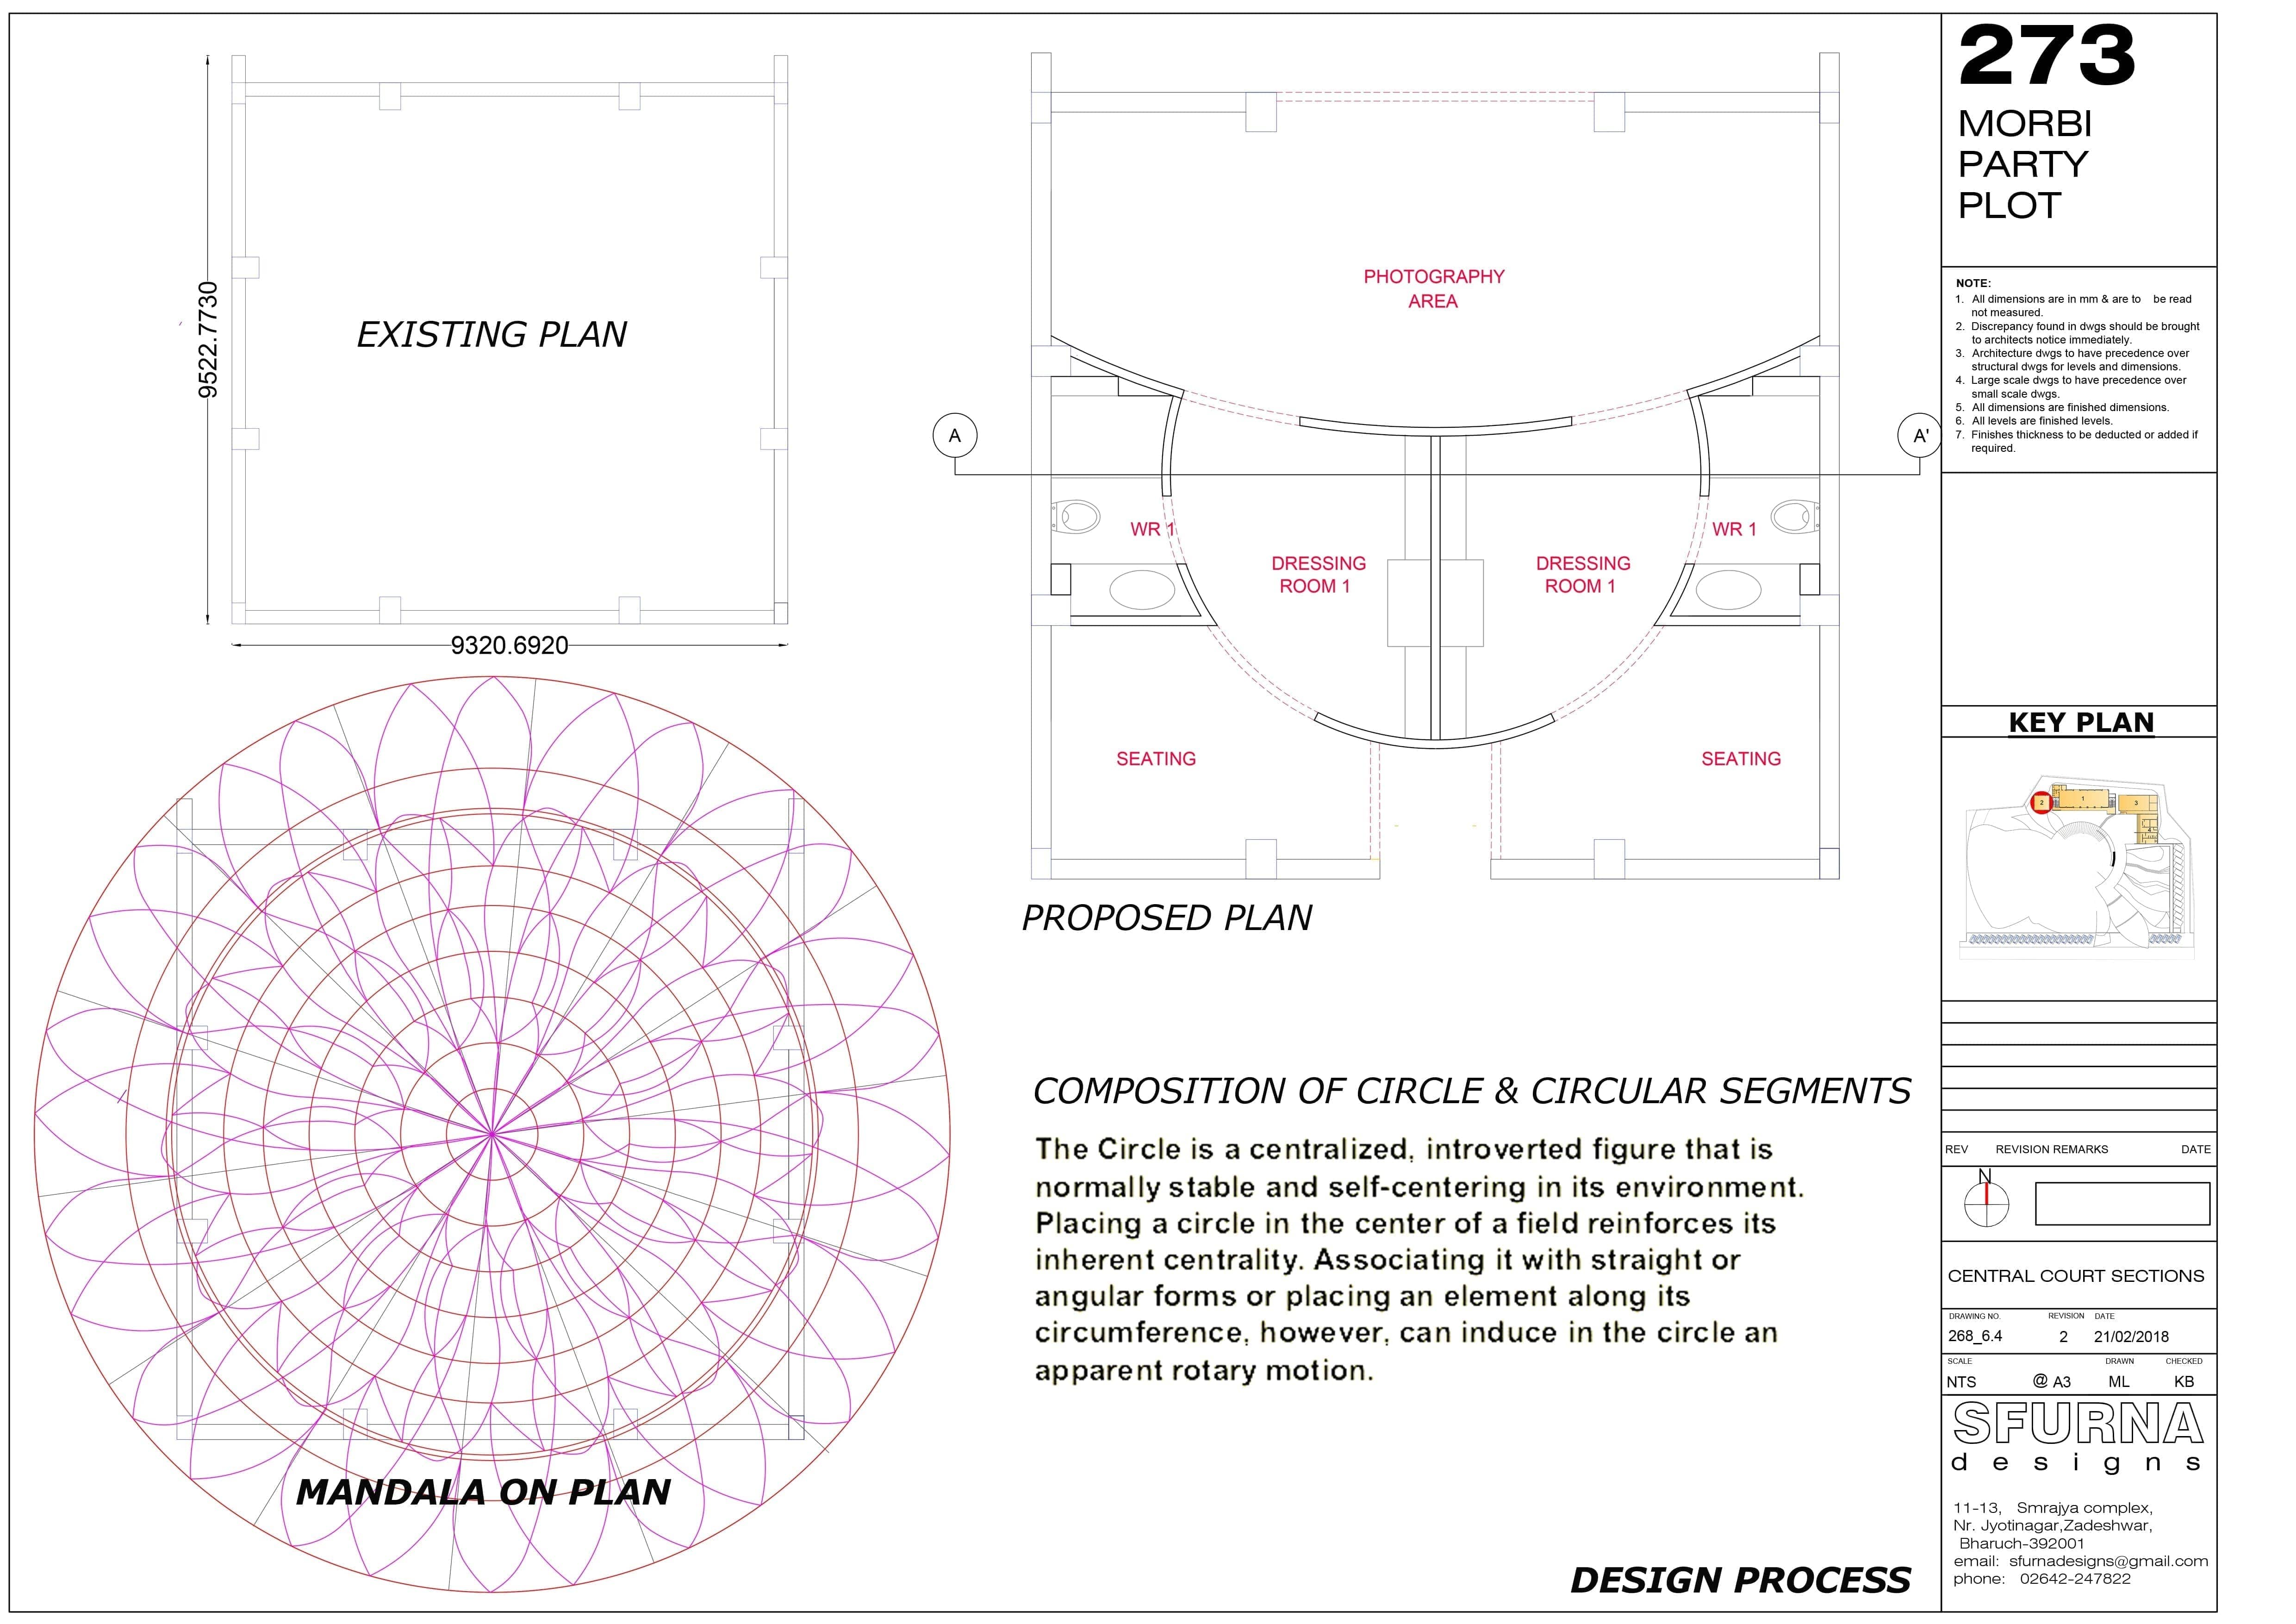 9522.7730
EXISTING PLAN
9320.6920
MANDALA ON PLAN
PHOTOGRAPHY
AREA
A
A'
WR 1
WR 1
DRESSING
ROOM 1
DRESSING
ROOM 1
SEATING
SEATING
PROPOSED PLAN
COMPOSITION OF CIRCLE & CIRCULAR SEGMENTS
The Circle is a centralized, introverted figure that is
normally stable and self-centering in its environment.
Placing a circle in the center of a field reinforces its
inherent centrality. Associating it with straight or
angular forms or placing an element along its
circumference, however, can induce in the circle an
apparent rotary motion.
DESIGN PROCESS
273
MORBI
PARTY
PLOT
NOTE:
1. All dimensions are in mm & are to be read
not measured.
2. Discrepancy found in dwgs should be brought
to architects notice immediately.
3. Architecture dwgs to have precedence over
structural dwgs for levels and dimensions.
4. Large scale dwgs to have precedence over
small scale dwgs.
5. All dimensions are finished dimensions.
6. All levels are finished levels.
7. Finishes thickness to be deducted or added if
required.
KEY PLAN
2
1
3
4
REV REVISION REMARKS DATE
N
CENTRAL COURT SECTIONS
DRAWING NO. REVISION DATE
268_6.4 2 21/02/2018
SCALE DRAWN CHECKED
NTS @ A3 ML KB
SFURNA
designs
11-13, Smrajya complex,
Nr. Jyotinagar,Zadeshwar,
Bharuch-392001
email: sfurnadesigns@gmail.com
phone: 02642-247822